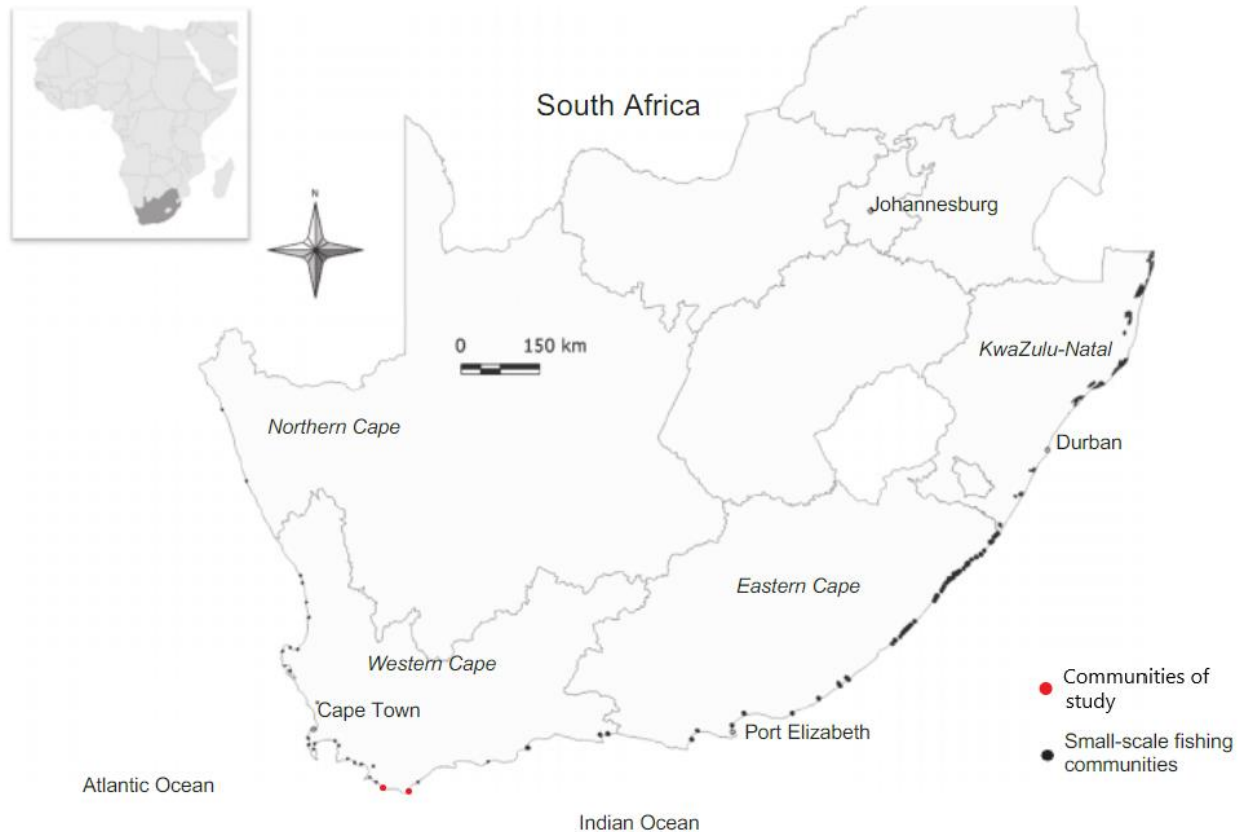 South Africa
N
Johannesburg
0 150 km
KwaZulu-Natal
Northern Cape
Durban
Eastern Cape
Western Cape
Communities of
study
Cape Town
Port Elizabeth
Small-scale fishing
communities
Atlantic Ocean
Indian Ocean